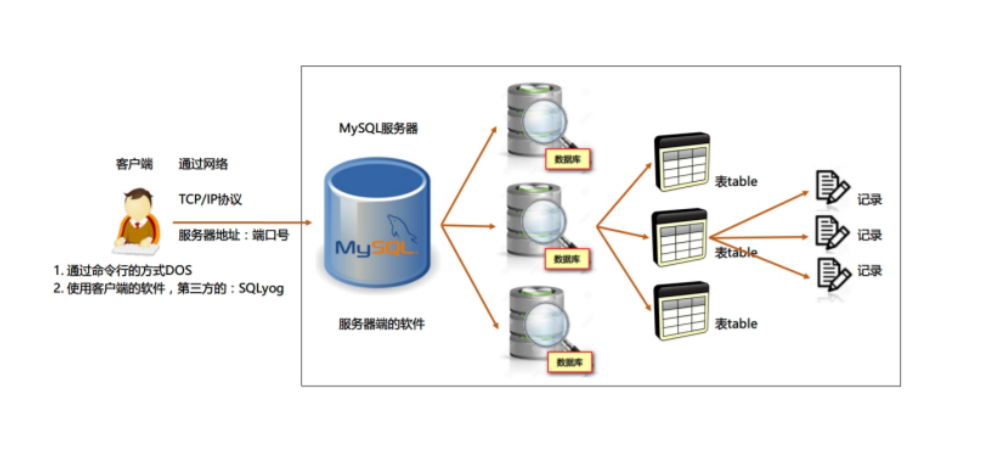 MySQL服务器
数据库
客户端
通过网络
表table
TCP/IP协议
记录
服务器地址：端口号
MySQL
数据库
表table
记录
1. 通过命令行的方式DOS
2. 使用客户端的软件，第三方的：SQLyog
记录
服务器端的软件
表table
数据库